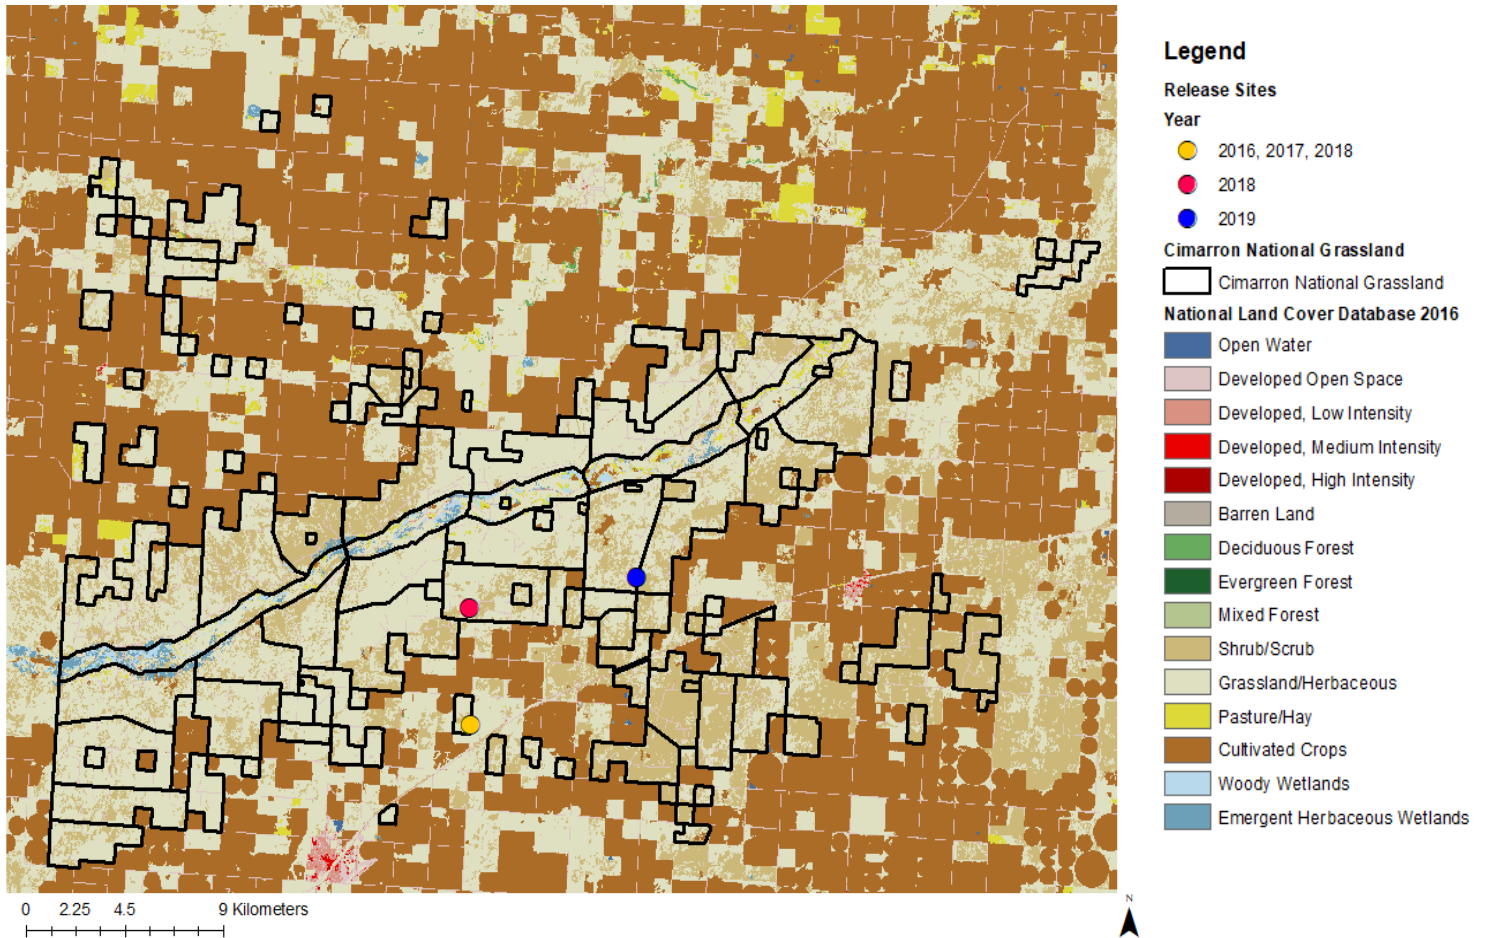 Legend
Release Sites
Year
2016, 2017, 2018
2018
2019
Cimarron National Grassland
Cimarron National Grassland
National Land Cover Database 2016
Open Water
Developed Open Space
Developed, Low Intensity
Developed, Medium Intensity
Developed, High Intensity
Barren Land
Deciduous Forest
Evergreen Forest
Mixed Forest
Shrub/Scrub
Grassland/Herbaceous
Pasture/Hay
Cultivated Crops
Woody Wetlands
Emergent Herbaceous Wetlands
0 2.25 4.5 9 Kilometers
N